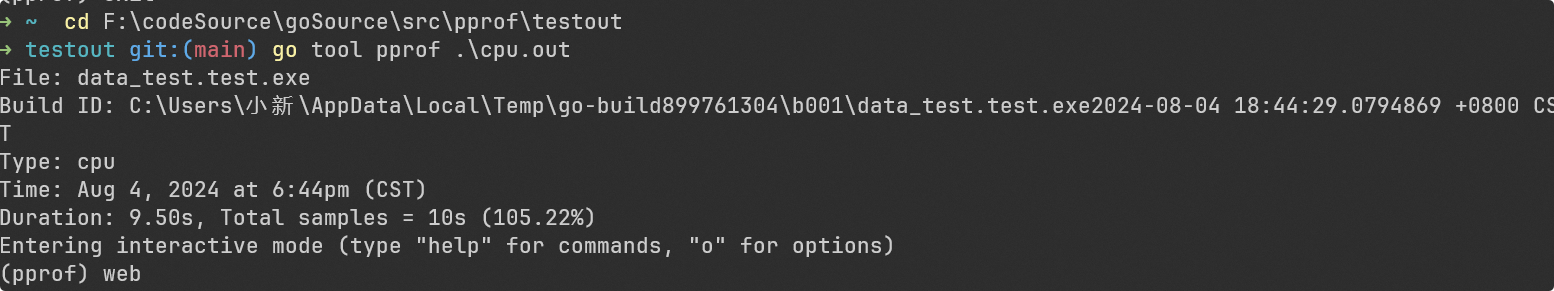 → ~ cd F:\codeSource\goSource\src\pprof\testout
→ testout git:(main) go tool pprof .\cpu.out
File: data_test.test.exe
Build ID: C:\Users\小新\AppData\Local\Temp\go-build899761304\b001\data_test.test.exe2024-08-04 18:44:29.0794869 +0800 CS
T
Type: cpu
Time: Aug 4, 2024 at 6:44pm (CST)
Duration: 9.50s, Total samples = 10s (105.22%)
Entering interactive mode (type "help" for commands, "o" for options)
(pprof) web